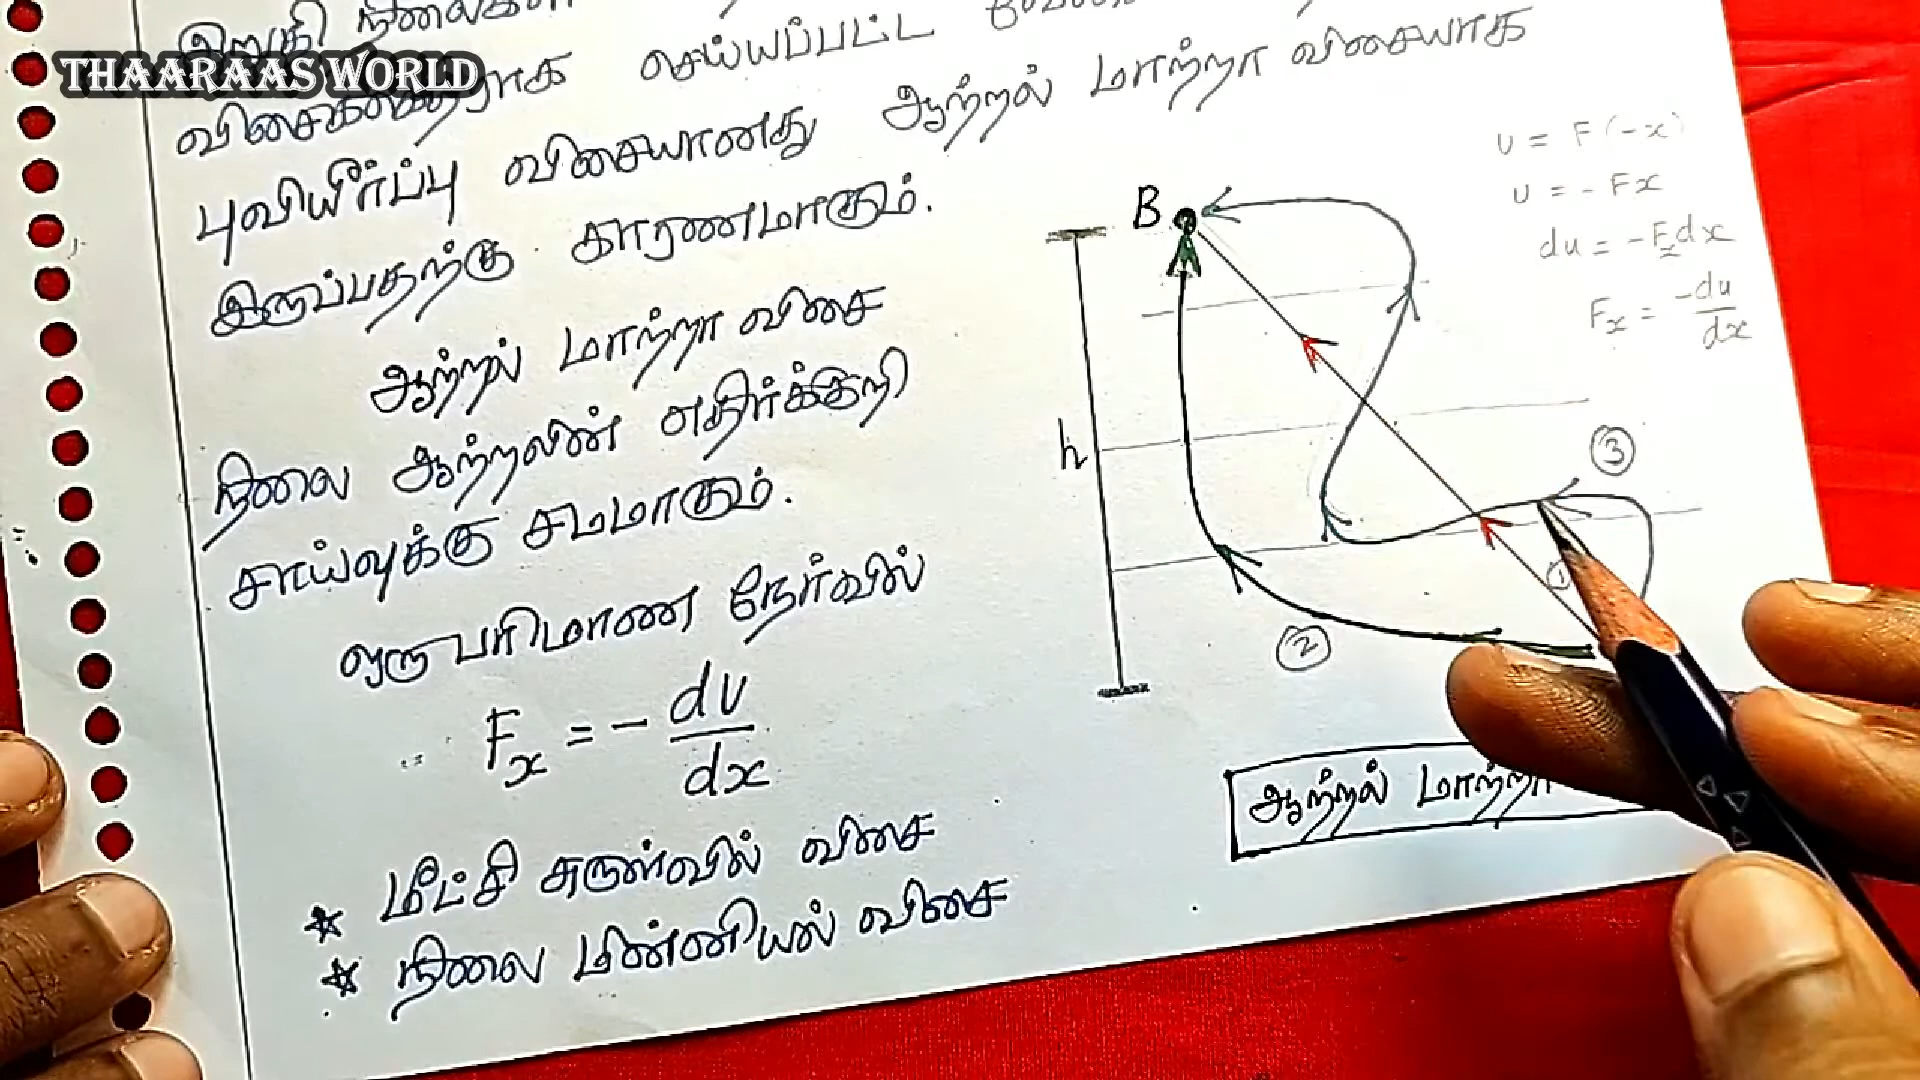 THAARAAS WORLD
இறுதி
செய்யப்பட்ட
புவியீர்ப்பு விசையானது ஆற்றல் மாற்றா விசையாக
இருப்பதற்கு காரணமாகும்.
ஆற்றல் மாற்றா விசை
நிலை ஆற்றலின் எதிர்க்குறி
சாய்வுக்கு சமமாகும்.
ஒருபரிமாண நேர்வில்
Fx = - dU/dx
* மீட்சி சுருள்வில் விசை
* நிலை மின்னியல் விசை
U = F(-x)
U = - Fx
du = - Fx dx
Fx = -du/dx
B
h
3
1
2
ஆற்றல் மாற்றா